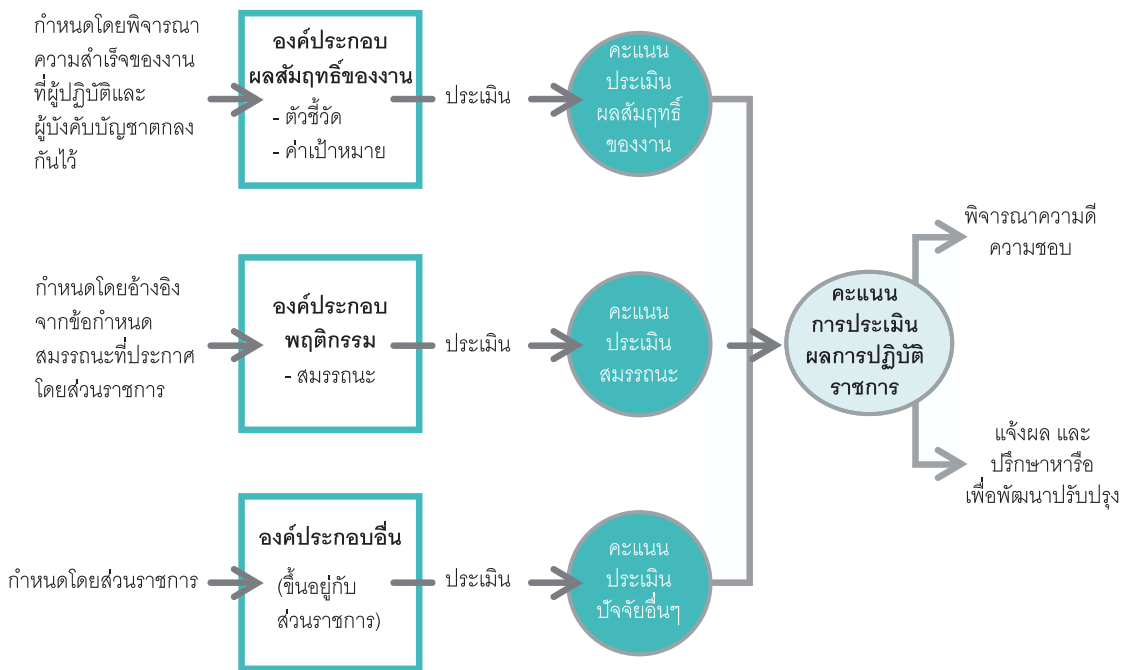 กำหนดโดยพิจารณา
ความสำเร็จของงาน
ที่ผู้ปฏิบัติและ
ผู้บังคับบัญชาตกลง
กันไว้
องค์ประกอบ
ผลสัมฤทธิ์ของงาน
- ตัวชี้วัด
- ค่าเป้าหมาย
ประเมิน
คะแนน
ประเมิน
ผลสัมฤทธิ์
ของงาน
กำหนดโดยอ้างอิง
จากข้อกำหนด
สมรรถนะที่ประกาศ
โดยส่วนราชการ
องค์ประกอบ
พฤติกรรม
- สมรรถนะ
ประเมิน
คะแนน
ประเมิน
สมรรถนะ
กำหนดโดยส่วนราชการ
องค์ประกอบอื่น
(ขึ้นอยู่กับ
ส่วนราชการ)
ประเมิน
คะแนน
ประเมิน
ปัจจัยอื่นๆ
คะแนน
การประเมิน
ผลการปฏิบัติ
ราชการ
พิจารณาความดี
ความชอบ
แจ้งผล และ
ปรึกษาหารือ
เพื่อพัฒนาปรับปรุง